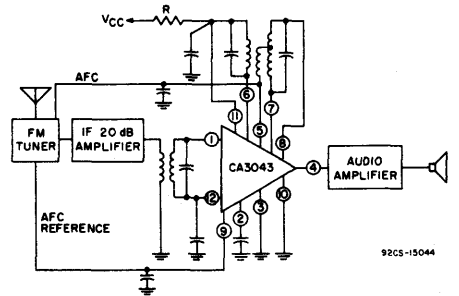 R
VCC
AFC
6
7
11
5
8
FM TUNER
IF 20 dB AMPLIFIER
1
CA3043
4
AUDIO AMPLIFIER
12
2
3
10
9
AFC REFERENCE
92CS-15044